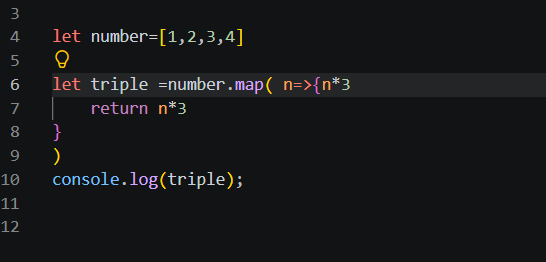 3
4 let number=[1,2,3,4]
5
6 let triple =number.map( n=>{n*3
7 return n*3
8 }
9 )
10 console.log(triple);
11
12